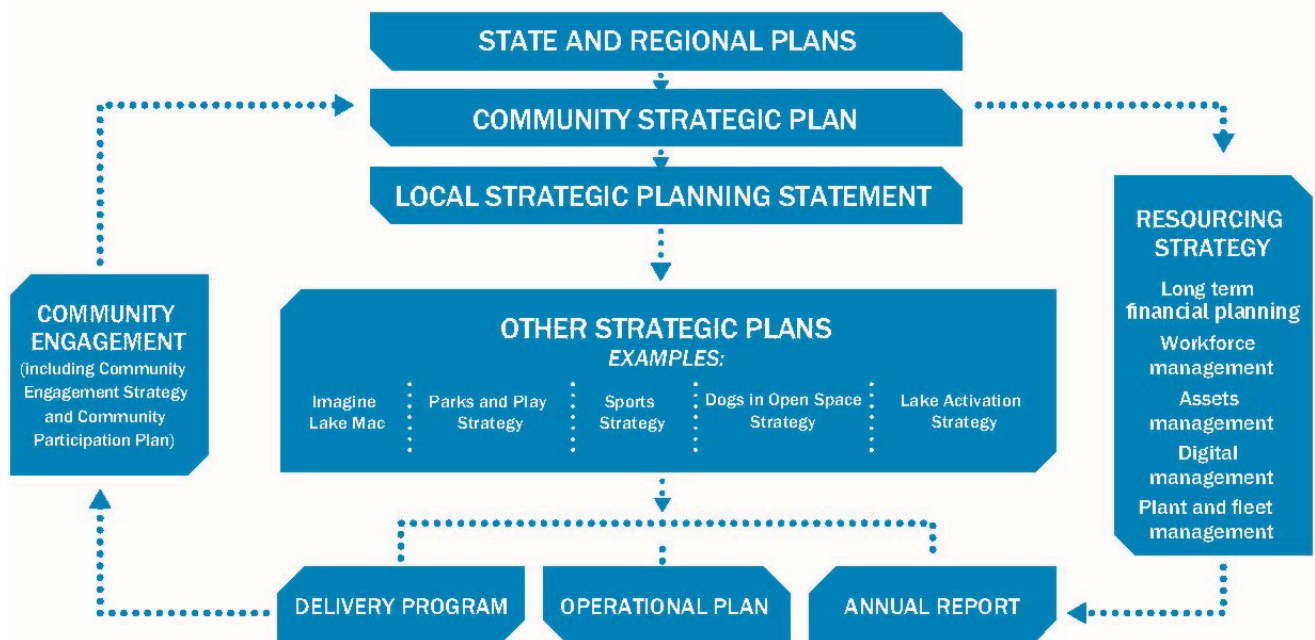 STATE AND REGIONAL PLANS
COMMUNITY STRATEGIC PLAN
LOCAL STRATEGIC PLANNING STATEMENT
COMMUNITY
ENGAGEMENT
(including Community
Engagement Strategy
and Community
Participation Plan)
OTHER STRATEGIC PLANS
EXAMPLES:
Imagine
Lake Mac
Parks and Play
Strategy
Sports
Strategy
Dogs in Open Space
Strategy
Lake Activation
Strategy
RESOURCING
STRATEGY
Long term
financial planning
Workforce
management
Assets
management
Digital
management
Plant and fleet
management
DELIVERY PROGRAM
OPERATIONAL PLAN
ANNUAL REPORT